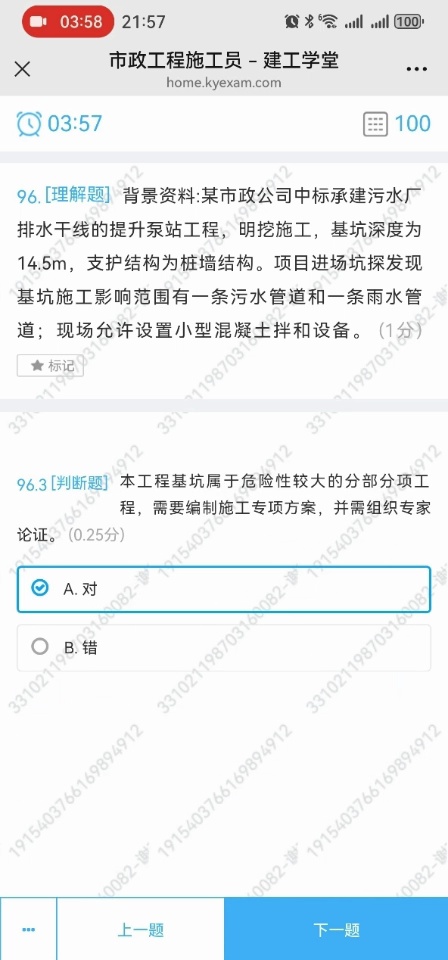 03:58 21:57 6 100
市政工程施工员 – 建工学堂
home.kyexam.com
03:57 100
96. [理解题] 背景资料:某市政公司中标承建污水厂
排水干线的提升泵站工程，明挖施工，基坑深度为
14.5m，支护结构为桩墙结构。项目进场坑探发现
基坑施工影响范围有一条污水管道和一条雨水管
道；现场允许设置小型混凝土拌和设备。(1分)
标记
96.3 [判断题] 本工程基坑属于危险性较大的分部分项工
程，需要编制施工专项方案，并需组织专家
论证。(0.25分)
A. 对
B. 错
上一题 下一题
1915403766169894912
331021198703160082